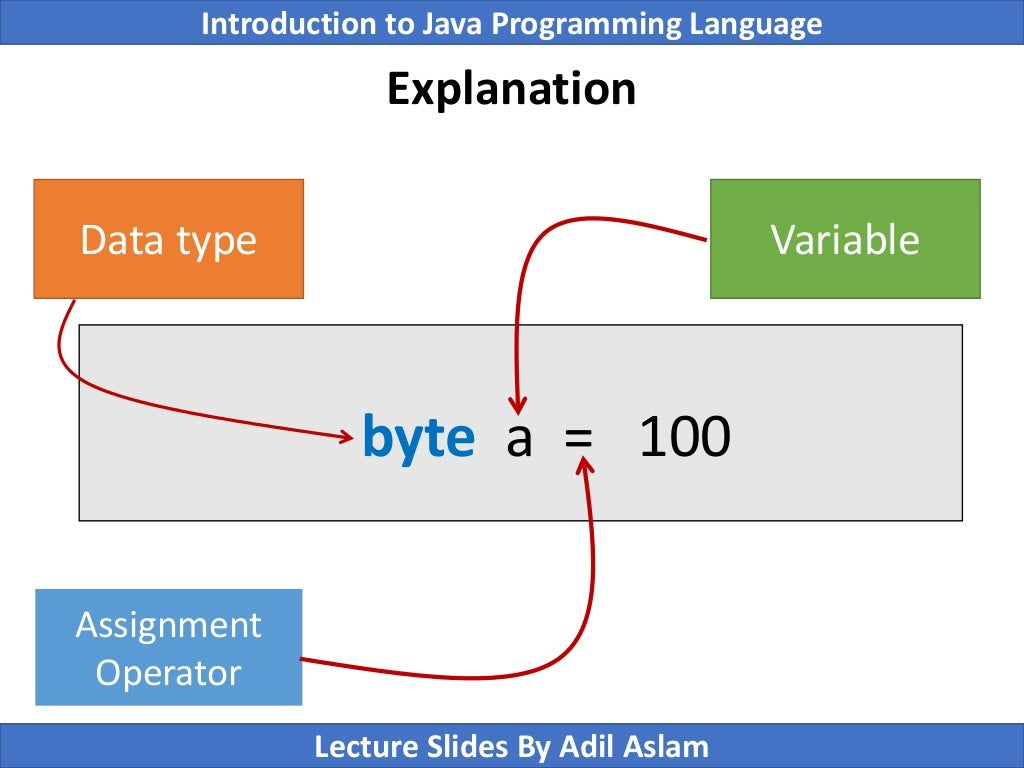 Introduction to Java Programming Language
Explanation
Data type
Variable
byte a = 100
Assignment
Operator
Lecture Slides By Adil Aslam